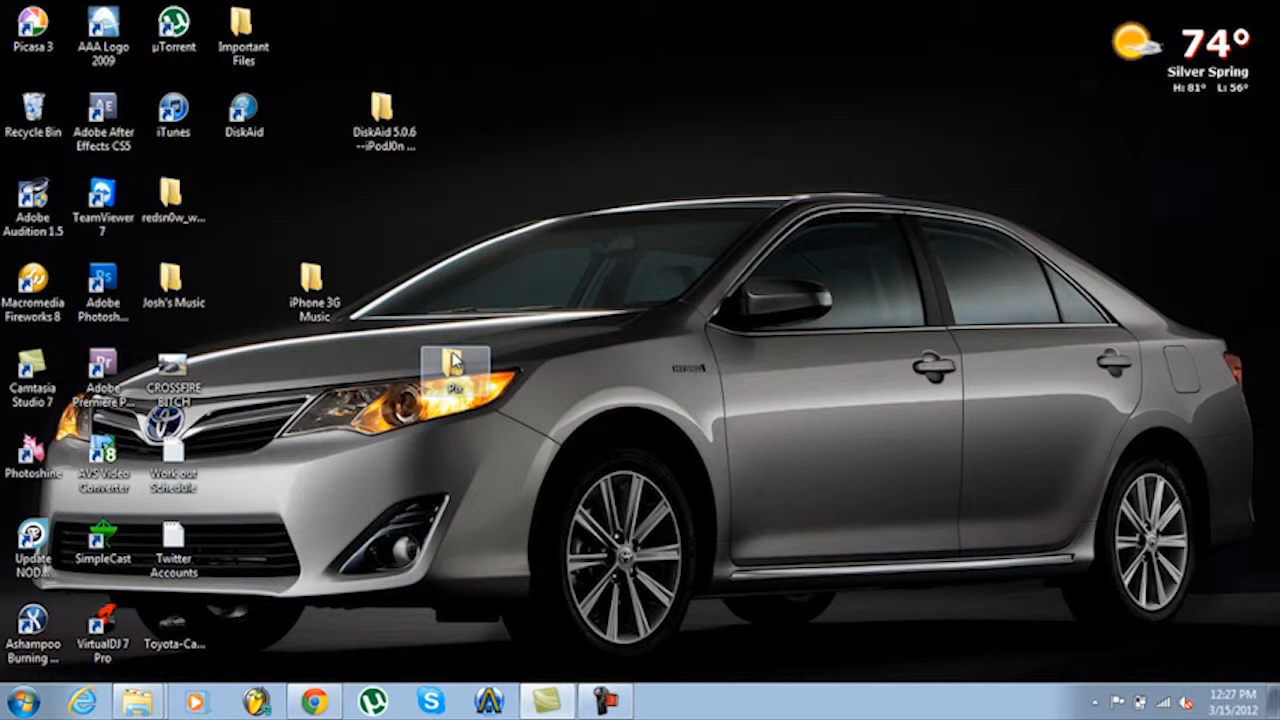 Picasa 3
AAA Logo
2009
µTorrent
Important
Files
74°
Silver Spring
H: 81° L: 56°
Recycle Bin
Adobe After
Effects CS5
iTunes
DiskAid
DiskAid 5.0.6
--iPodJ0n ...
Adobe
Audition 1.5
TeamViewer
7
redsn0w_w...
Macromedia
Fireworks 8
Adobe
Photosh...
Josh's Music
iPhone 3G
Music
Camtasia
Studio 7
Adobe
Premiere P...
CROSSFIRE
BITCH
HYBRID
Photoshine
AVS Video
Converter
Work out
Schedule
Update
NOD...
SimpleCast
Twitter
Accounts
Ashampoo
Burning ...
VirtualDJ 7
Pro
Toyota-Ca...
12:27 PM
3/15/2012